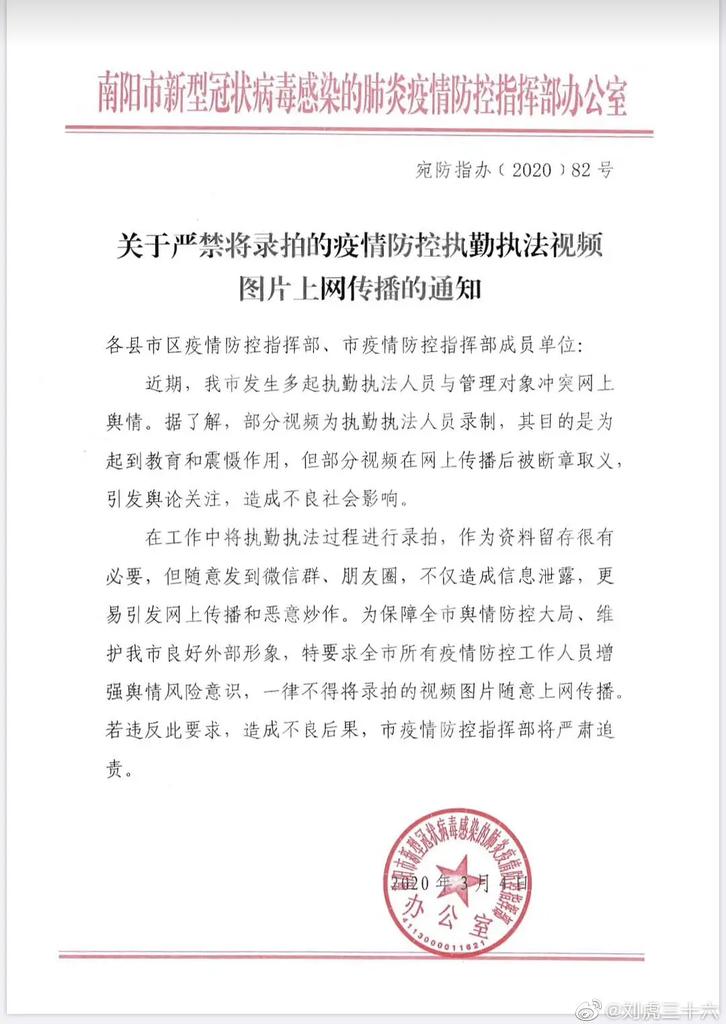 南阳市新型冠状病毒感染的肺炎疫情防控指挥部办公室
宛防指办〔2020〕82号
关于严禁将录拍的疫情防控执勤执法视频
图片上网传播的通知
各县市区疫情防控指挥部、市疫情防控指挥部成员单位：
近期，我市发生多起执勤执法人员与管理对象冲突网上
舆情。据了解，部分视频为执勤执法人员录制，其目的是为
起到教育和震慑作用，但部分视频在网上传播后被断章取义，
引发舆论关注，造成不良社会影响。
在工作中将执勤执法过程进行录拍，作为资料留存很有
必要，但随意发到微信群、朋友圈，不仅造成信息泄露，更
易引发网上传播和恶意炒作。为保障全市舆情防控大局、维
护我市良好外部形象，特要求全市所有疫情防控工作人员增
强舆情风险意识，一律不得将录拍的视频图片随意上网传播。
若违反此要求，造成不良后果，市疫情防控指挥部将严肃追
责。
南阳市新型冠状病毒感染的肺炎疫情防控指挥部
2020年3月4日
办公室
4113000011621
@刘虎三十六